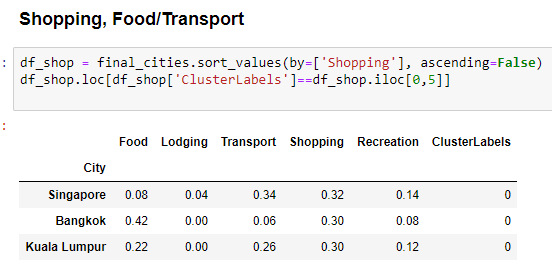 Shopping, Food/Transport
: df_shop = final_cities.sort_values(by=['Shopping'], ascending=False)
df_shop.loc[df_shop['ClusterLabels']==df_shop.iloc[0,5]]
:
Food Lodging Transport Shopping Recreation ClusterLabels
City
Singapore 0.08 0.04 0.34 0.32 0.14 0
Bangkok 0.42 0.00 0.06 0.30 0.08 0
Kuala Lumpur 0.22 0.00 0.26 0.30 0.12 0